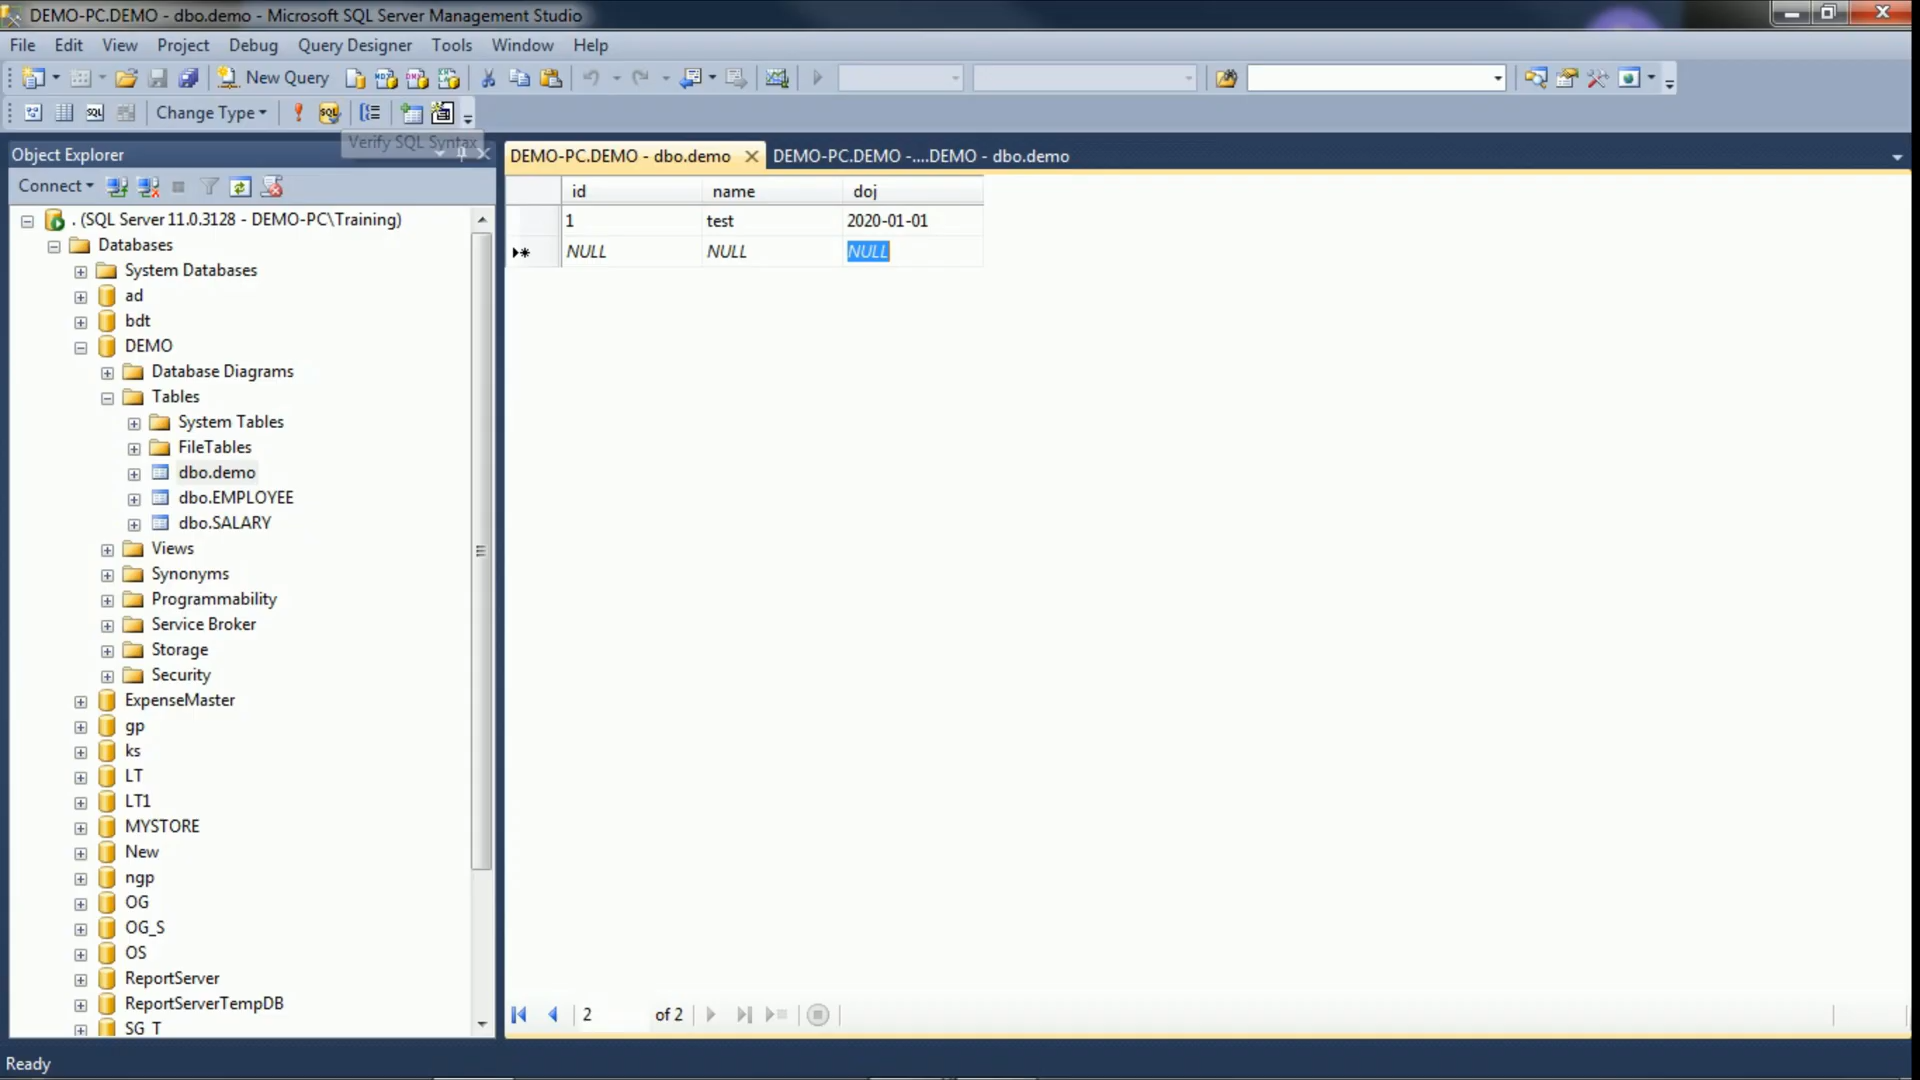 DEMO-PC.DEMO - dbo.demo - Microsoft SQL Server Management Studio
File Edit View Project Debug Query Designer Tools Window Help
New Query
Change Type
Verify SQL Syntax
Object Explorer
DEMO-PC.DEMO - dbo.demo
DEMO-PC.DEMO -....DEMO - dbo.demo
Connect
id name doj
1 test 2020-01-01
NULL NULL NULL
. (SQL Server 11.0.3128 - DEMO-PC\Training)
Databases
System Databases
ad
bdt
DEMO
Database Diagrams
Tables
System Tables
FileTables
dbo.demo
dbo.EMPLOYEE
dbo.SALARY
Views
Synonyms
Programmability
Service Broker
Storage
Security
ExpenseMaster
gp
ks
LT
LT1
MYSTORE
New
ngp
OG
OG_S
OS
ReportServer
ReportServerTempDB
SG_T
2 of 2
Ready